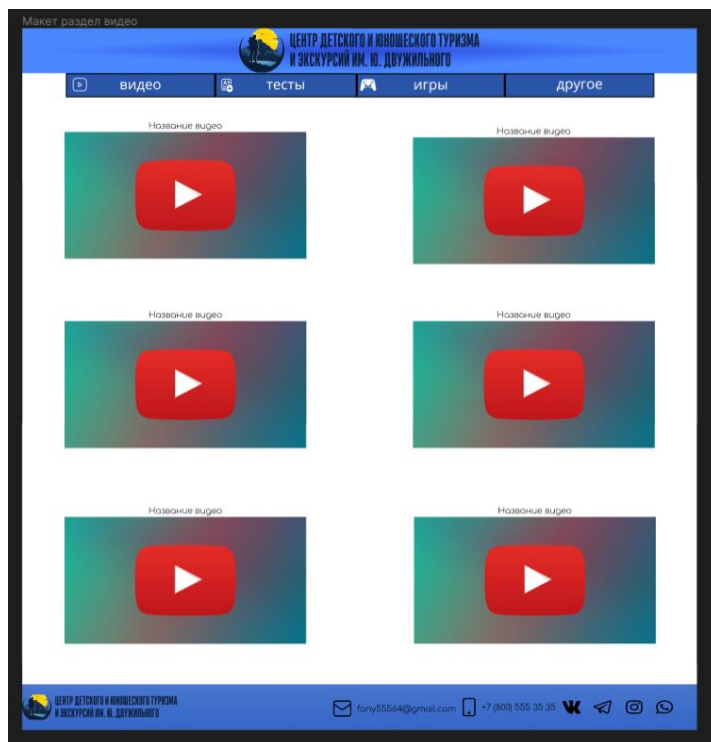 Макет раздел видео
ЦЕНТР ДЕТСКОГО И ЮНОШЕСКОГО ТУРИЗМА
И ЭКСКУРСИЙ ИМ. Ю. ДВУЖИЛЬНОГО
видео тесты игры другое
Название видео Название видео
Название видео Название видео
Название видео Название видео
ЦЕНТР ДЕТСКОГО И ЮНОШЕСКОГО ТУРИЗМА
И ЭКСКУРСИЙ ИМ. Ю. ДВУЖИЛЬНОГО
fony55564@gmail.com +7 (800) 555 35 35